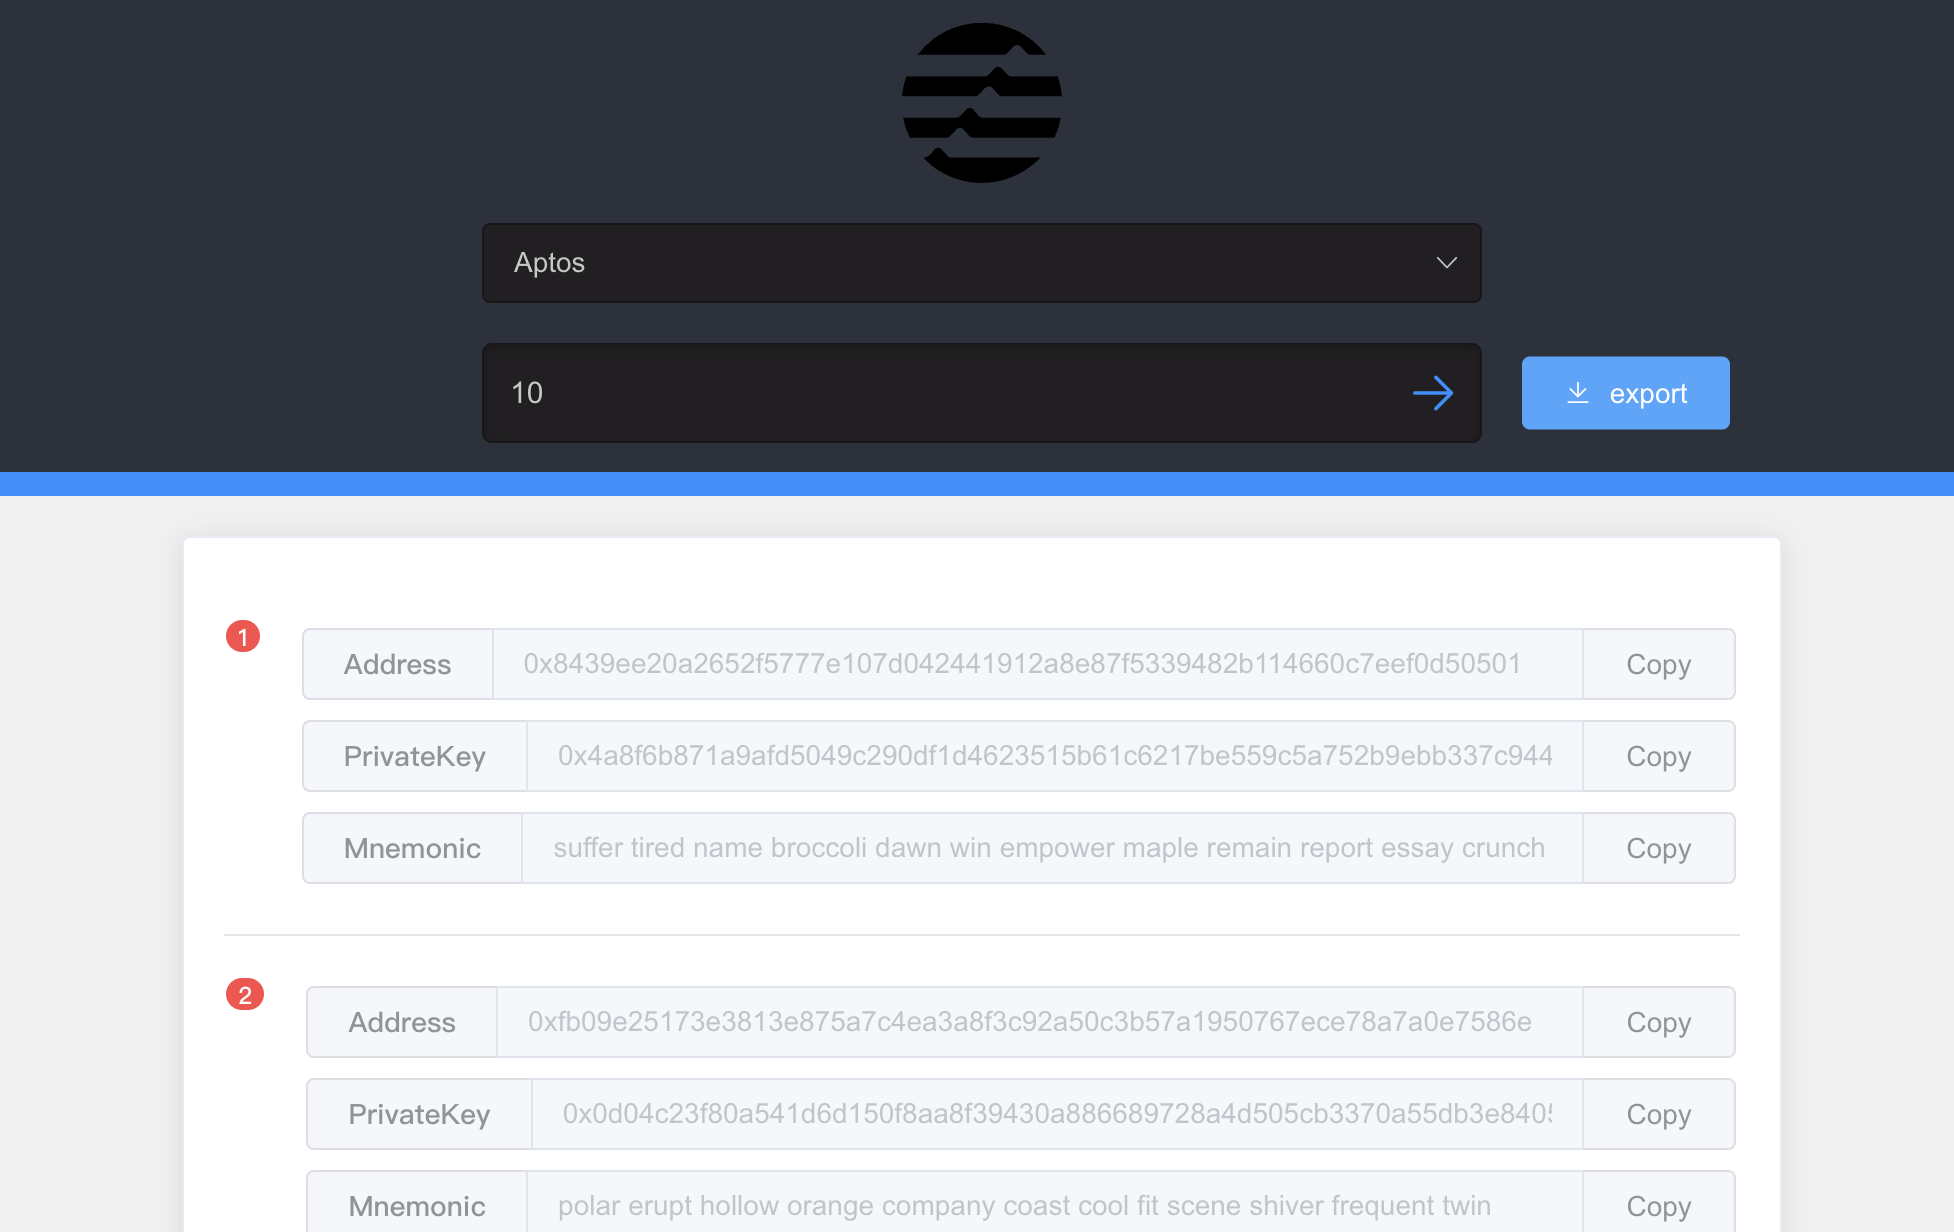 Aptos
10
export
1
Address 0x8439ee20a2652f5777e107d042441912a8e87f5339482b114660c7eef0d50501 Copy
PrivateKey 0x4a8f6b871a9afd5049c290df1d4623515b61c6217be559c5a752b9ebb337c944 Copy
Mnemonic suffer tired name broccoli dawn win empower maple remain report essay crunch Copy
2
Address 0xfb09e25173e3813e875a7c4ea3a8f3c92a50c3b57a1950767ece78a7a0e7586e Copy
PrivateKey 0x0d04c23f80a541d6d150f8aa8f39430a886689728a4d505cb3370a55db3e8405 Copy
Mnemonic polar erupt hollow orange company coast cool fit scene shiver frequent twin Copy